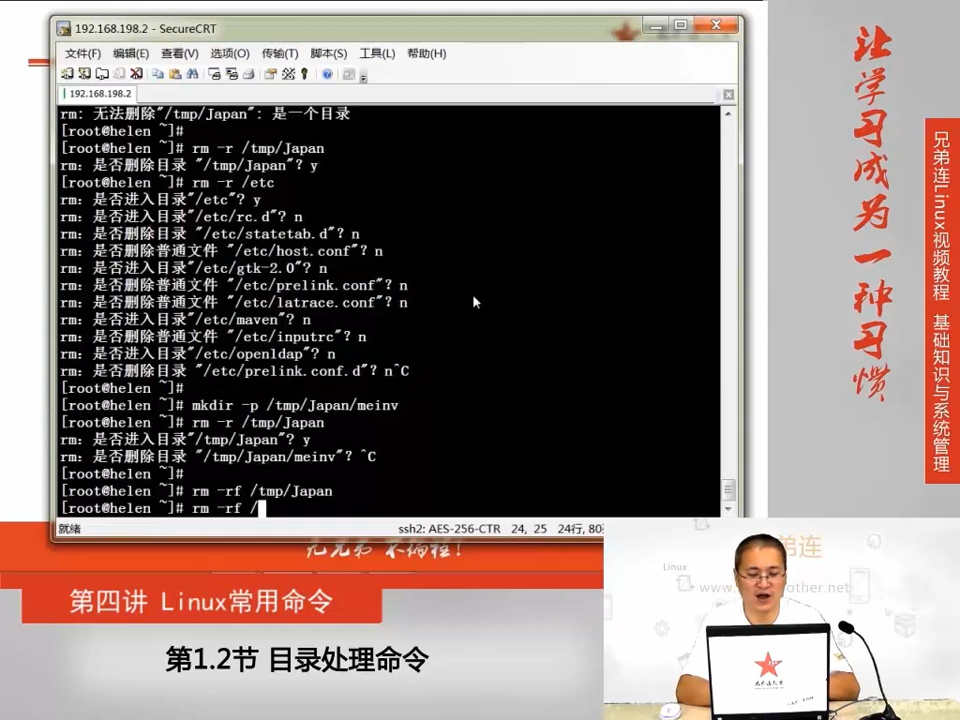 192.168.198.2 - SecureCRT
文件(F) 编辑(E) 查看(V) 选项(O) 传输(T) 脚本(S) 工具(L) 帮助(H)
192.168.198.2
rm: 无法删除"/tmp/Japan": 是一个目录
[root@helen ~]#
[root@helen ~]# rm -r /tmp/Japan
rm：是否删除目录 "/tmp/Japan"？y
[root@helen ~]# rm -r /etc
rm：是否进入目录"/etc"? y
rm：是否进入目录"/etc/rc.d"? n
rm：是否删除目录 "/etc/statetab.d"？n
rm：是否删除普通文件 "/etc/host.conf"？n
rm：是否进入目录"/etc/gtk-2.0"? n
rm：是否删除普通文件 "/etc/prelink.conf"？n
rm：是否删除普通文件 "/etc/latrace.conf"？n
rm：是否进入目录"/etc/maven"? n
rm：是否删除普通文件 "/etc/inputrc"？n
rm：是否进入目录"/etc/openldap"? n
rm：是否删除目录 "/etc/prelink.conf.d"？n^C
[root@helen ~]#
[root@helen ~]# mkdir -p /tmp/Japan/meinv
[root@helen ~]# rm -r /tmp/Japan
rm：是否进入目录"/tmp/Japan"? y
rm：是否删除目录 "/tmp/Japan/meinv"？^C
[root@helen ~]#
[root@helen ~]# rm -rf /tmp/Japan
[root@helen ~]# rm -rf /
就绪 ssh2: AES-256-CTR 24, 25 24行, 80
让学习成为一种习惯
兄弟连Linux视频教程 基础知识与系统管理
第四讲 Linux常用命令
第1.2节 目录处理命令
弟连
Linux